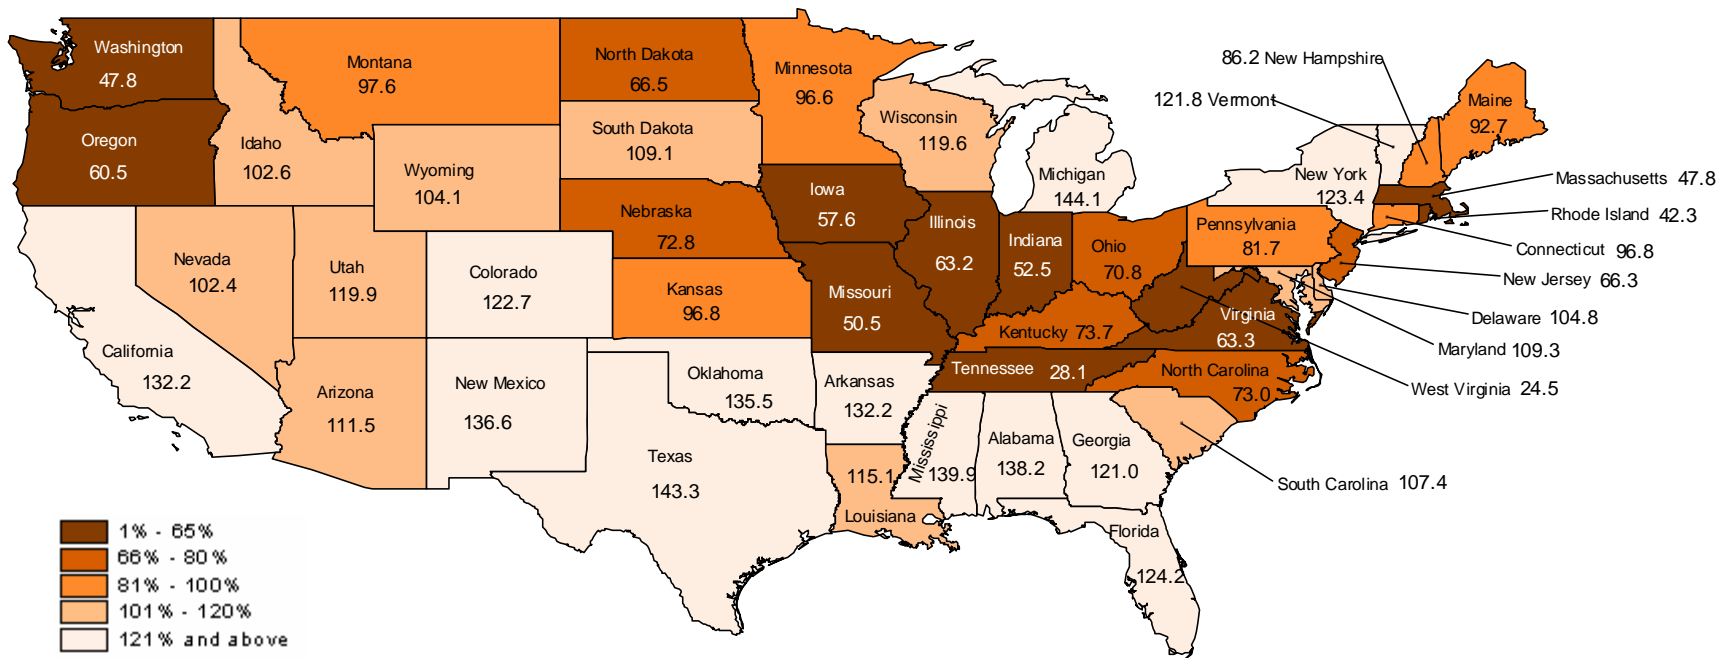 Washington
47.8
Oregon
60.5
California
132.2
Idaho
102.6
Nevada
102.4
Montana
97.6
Wyoming
104.1
Utah
119.9
Arizona
111.5
Colorado
122.7
New Mexico
136.6
North Dakota
66.5
South Dakota
109.1
Nebraska
72.8
Kansas
96.8
Oklahoma
135.5
Texas
143.3
Minnesota
96.6
Iowa
57.6
Missouri
50.5
Arkansas
132.2
115.1
Louisiana
Wisconsin
119.6
Illinois
63.2
Michigan
144.1
Indiana
52.5
Ohio
70.8
Kentucky 73.7
Tennessee 28.1
Mississippi
139.9
Alabama
138.2
Georgia
121.0
Florida
124.2
North Carolina
73.0
Virginia
63.3
Pennsylvania
81.7
New York
123.4
Maine
92.7
86.2 New Hampshire
121.8 Vermont
Massachusetts 47.8
Rhode Island 42.3
Connecticut 96.8
New Jersey 66.3
Delaware 104.8
Maryland 109.3
West Virginia 24.5
South Carolina 107.4
1% - 65%
66% - 80%
81% - 100%
101% - 120%
121% and above